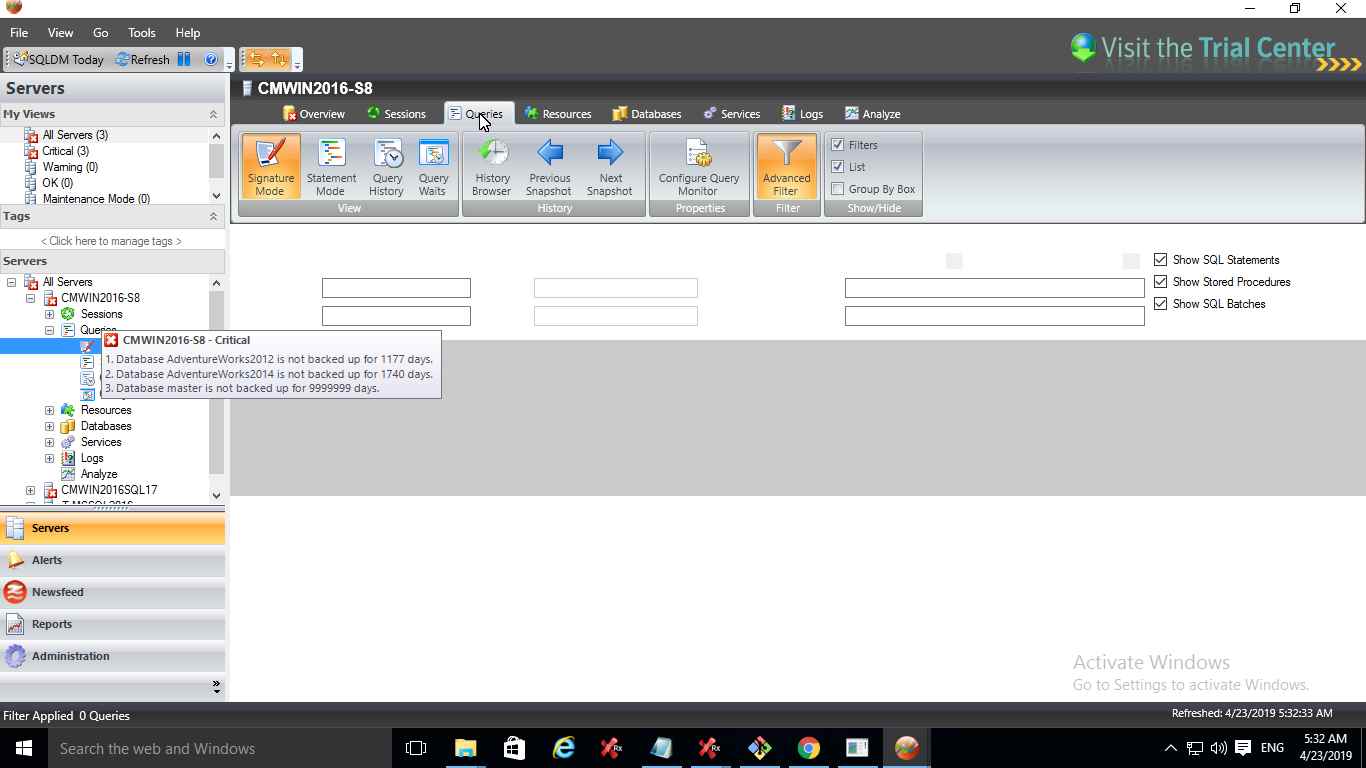 File View Go Tools Help
SQLDM Today Refresh
Visit the Trial Center
Servers
CMWIN2016-S8
My Views
Overview Sessions Queries Resources Databases Services Logs Analyze
All Servers (3)
Critical (3)
Warning (0)
OK (0)
Maintenance Mode (0)
Signature Mode
Statement Mode
Query History
Query Waits
View
History Browser
Previous Snapshot
Next Snapshot
History
Configure Query Monitor
Properties
Advanced Filter
Filter
Filters
List
Group By Box
Show/Hide
Tags
< Click here to manage tags >
Servers
All Servers
CMWIN2016-S8
Sessions
Queries
CMWIN2016-S8 - Critical
1. Database AdventureWorks2012 is not backed up for 1177 days.
2. Database AdventureWorks2014 is not backed up for 1740 days.
3. Database master is not backed up for 9999999 days.
Resources
Databases
Services
Logs
Analyze
CMWIN2016SQL17
Show SQL Statements
Show Stored Procedures
Show SQL Batches
Servers
Alerts
Newsfeed
Reports
Administration
Activate Windows
Go to Settings to activate Windows.
Filter Applied 0 Queries
Refreshed: 4/23/2019 5:32:33 AM
Search the web and Windows
ENG
5:32 AM
4/23/2019